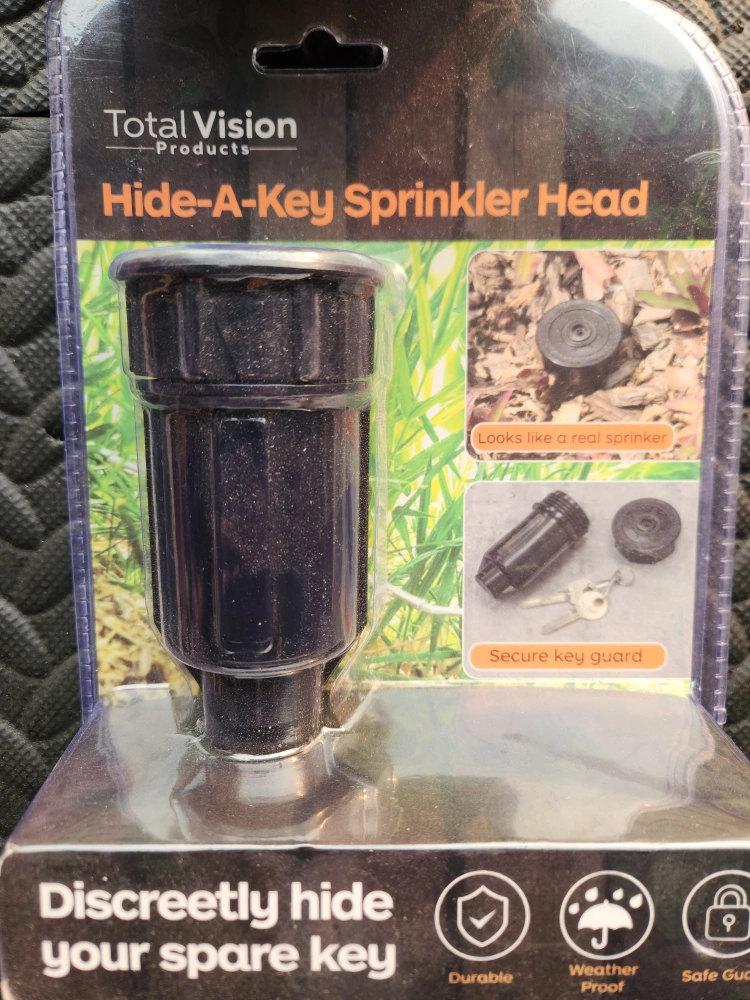 Total Vision
Products
Hide-A-Key Sprinkler Head
Looks like a real sprinker
Secure key guard
Discreetly hide
your spare key
Durable
Weather
Proof
Safe